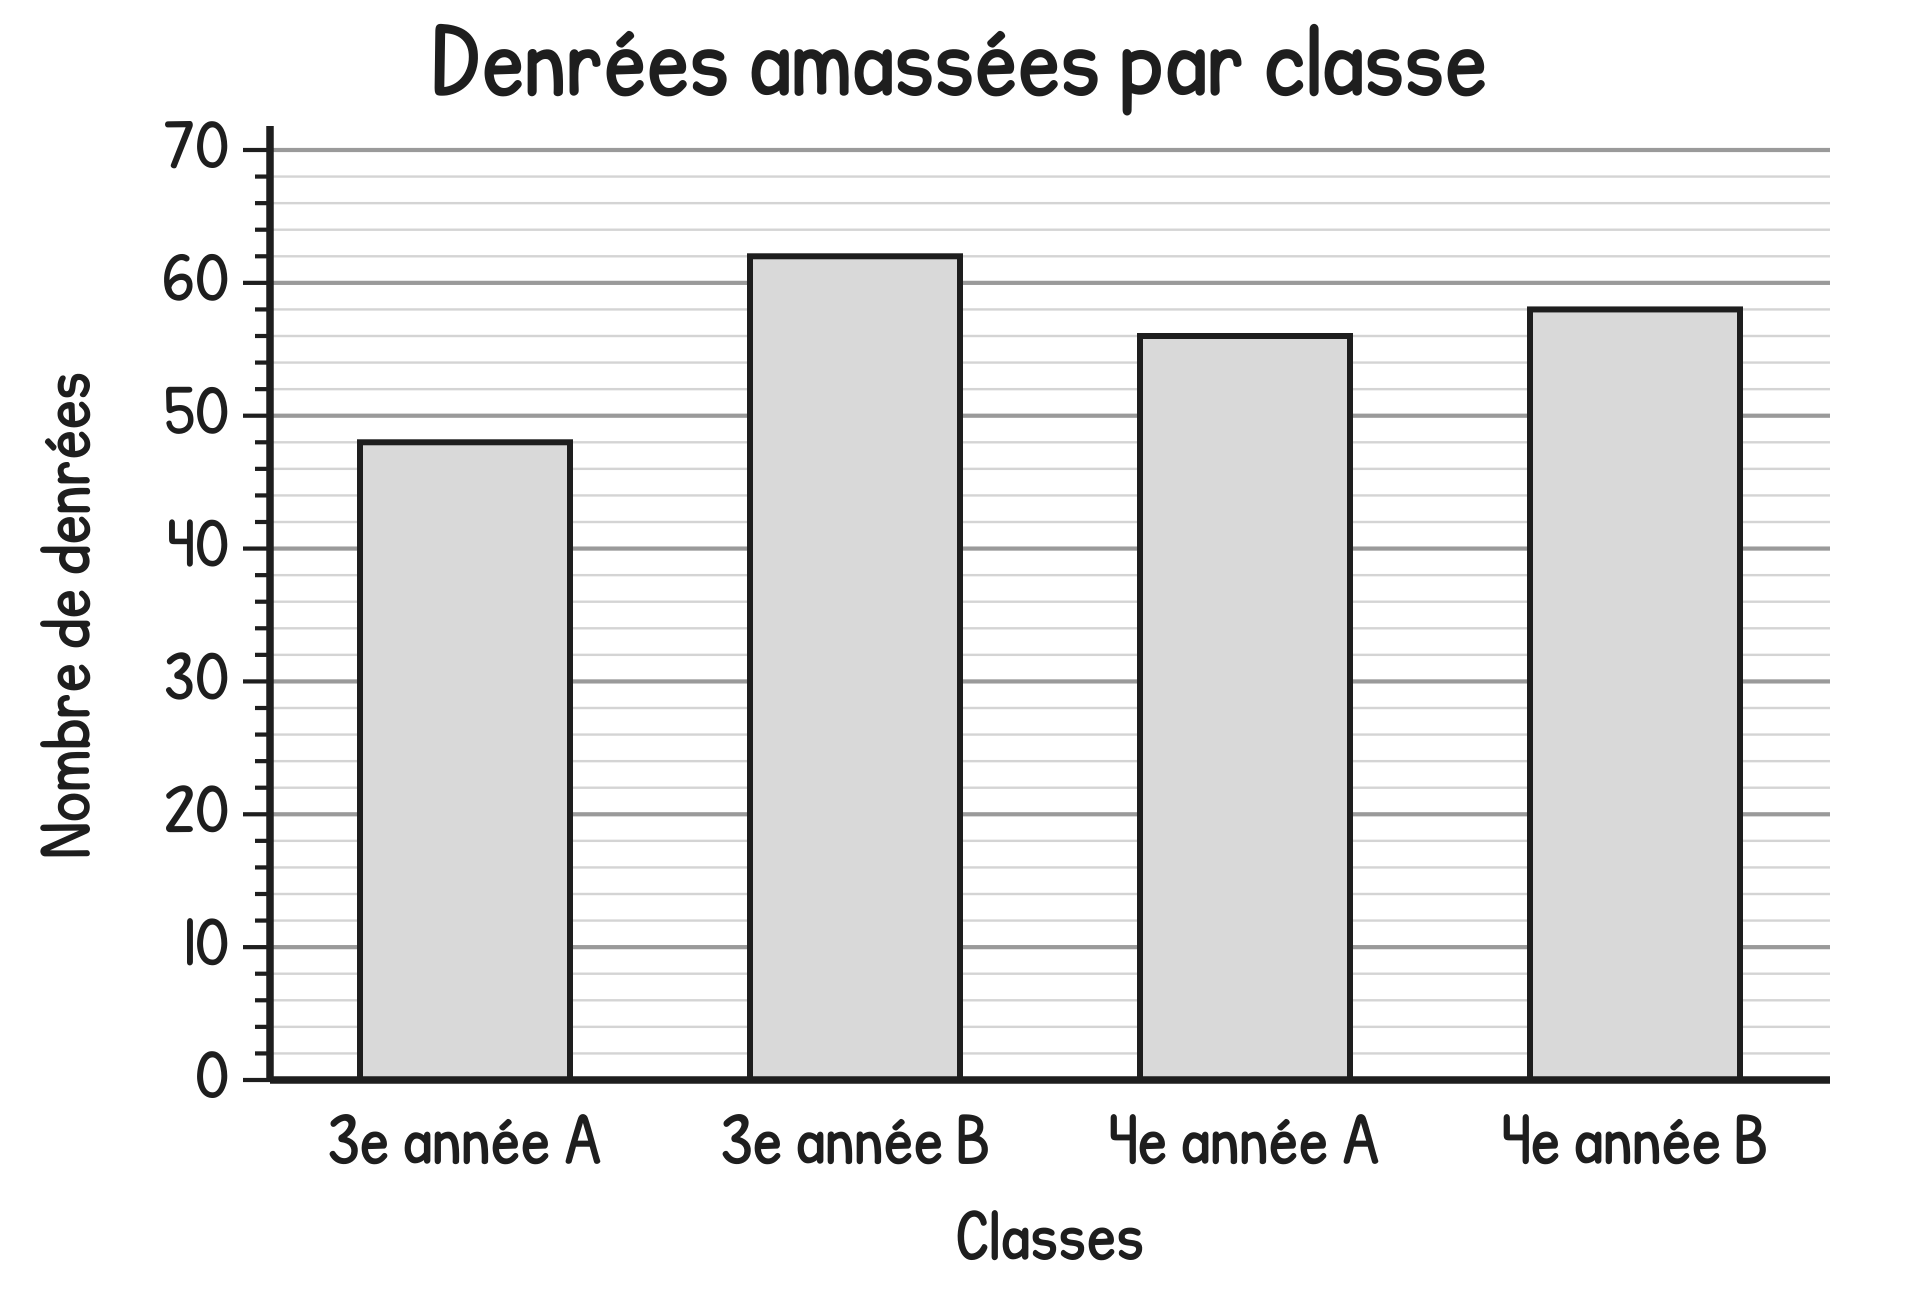 Denrées amassées par classe
Nombre de denrées
70
60
50
40
30
20
10
0
3e année A 3e année B 4e année A 4e année B
Classes